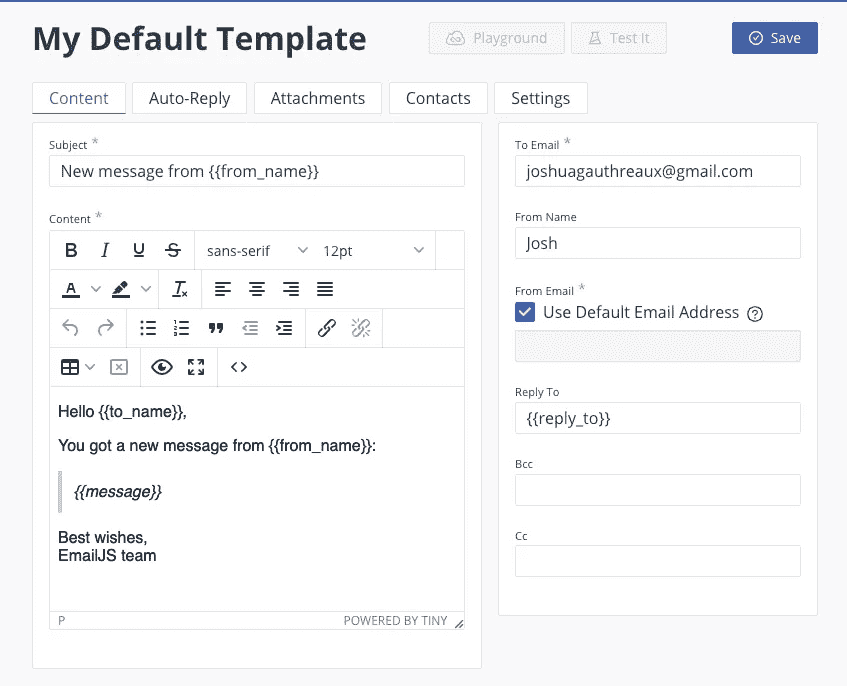 My Default Template
Playground
Test It
Save
Content
Auto-Reply
Attachments
Contacts
Settings
Subject *
New message from {{from_name}}
Content *
B I U S sans-serif 12pt
A
Hello {{to_name}},
You got a new message from {{from_name}}:
{{message}}
Best wishes,
EmailJS team
P POWERED BY TINY
To Email *
joshuagauthreaux@gmail.com
From Name
Josh
From Email *
Use Default Email Address ?
Reply To
{{reply_to}}
Bcc
Cc